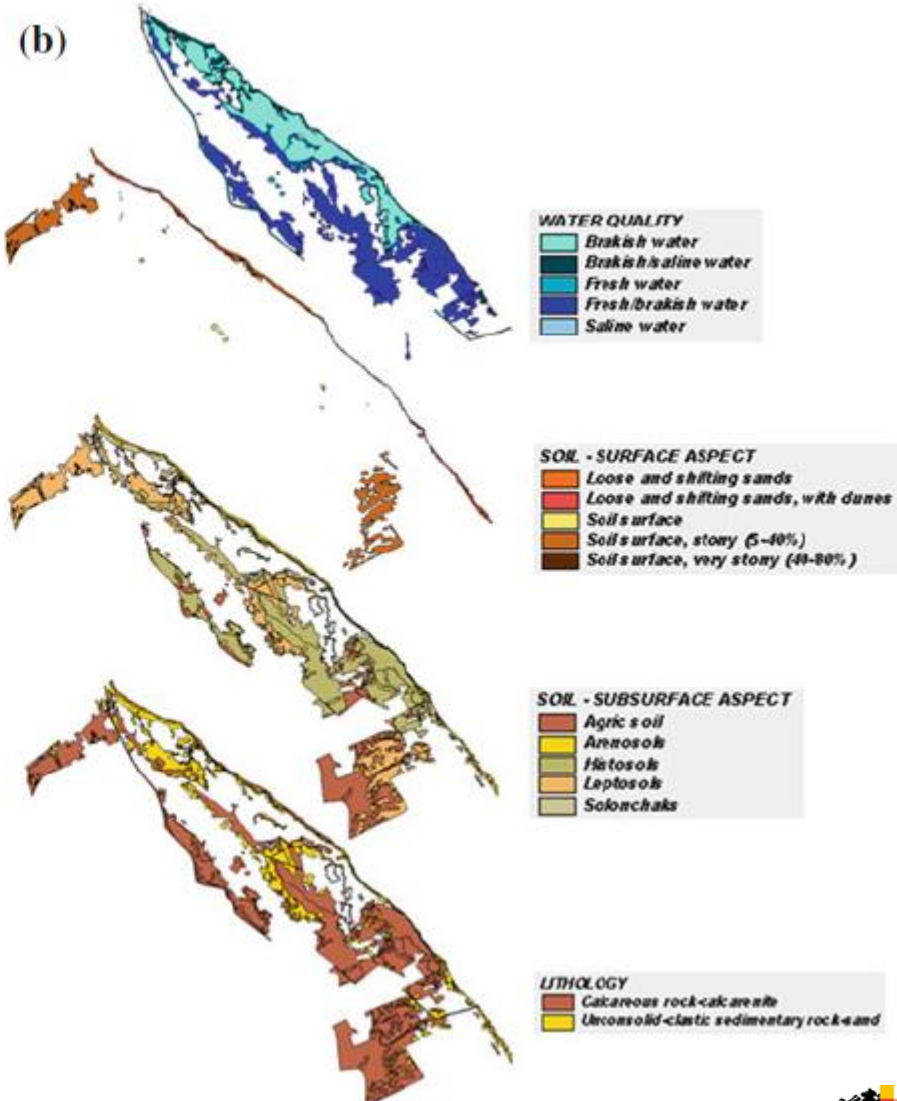 (b)
WATER QUALITY
Brakish water
Brakish/saline water
Fresh water
Fresh/brakish water
Saline water
SOIL - SURFACE ASPECT
Loose and shifting sands
Loose and shifting sands, with dunes
Soil surface
Soil surface, stony (5-40%)
Soil surface, very stony (40-80%)
SOIL - SUBSURFACE ASPECT
Agric soil
Arenosols
Histosols
Leptosols
Solonchaks
LITHOLOGY
Calcareous rock-calcarenite
Unconsolid-clastic sedimentary rock-sand